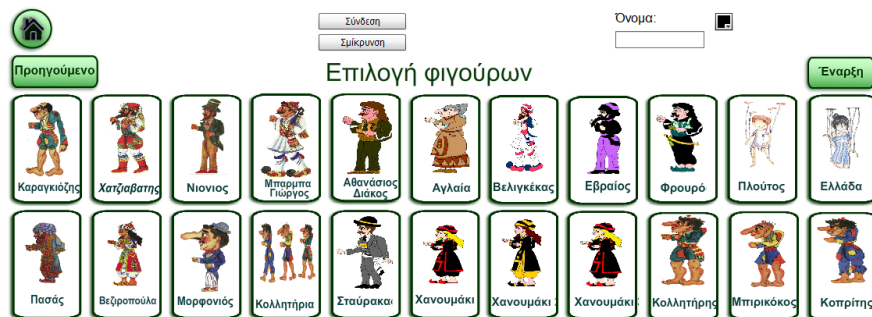 Σύνδεση
Όνομα:
Σμίκρυνση
Προηγούμενο
Επιλογή φιγούρων
Έναρξη
Καραγκιόζης
Χατζιαβατης
Νιονιος
Μπαρμπα
Γιώργος
Αθανάσιος
Διάκος
Αγλαία
Βελιγκέκας
Εβραίος
Φρουρό
Πλούτος
Ελλάδα
Πασάς
Βεζιροπούλα
Μορφονιός
Κολλητήρια
Σταύρακα
Χανουμάκι
Χανουμάκι
Χανουμάκι
Κολλητήρης
Μπιρικόκος
Κοπρίτης